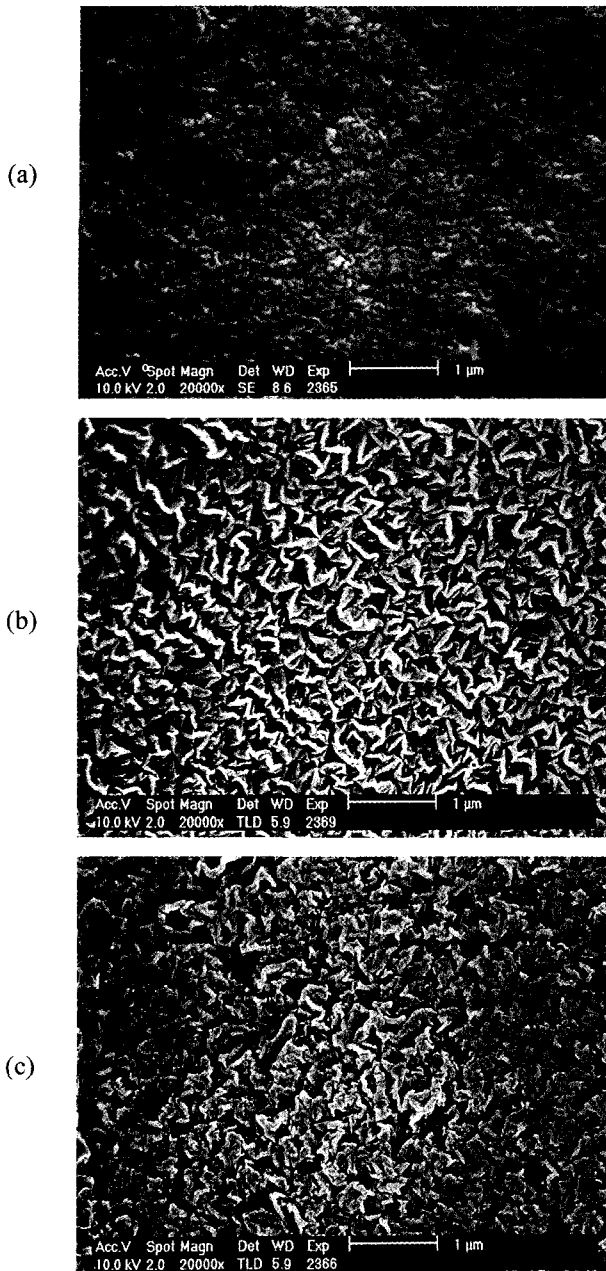 (a)
Acc.V Spot Magn Det WD Exp 1 µm
10.0 kV 2.0 20000x SE 8.6 2365
(b)
Acc.V Spot Magn Det WD Exp 1 µm
10.0 kV 2.0 20000x TLD 5.9 2369
(c)
Acc.V Spot Magn Det WD Exp 1 µm
10.0 kV 2.0 20000x TLD 5.9 2366